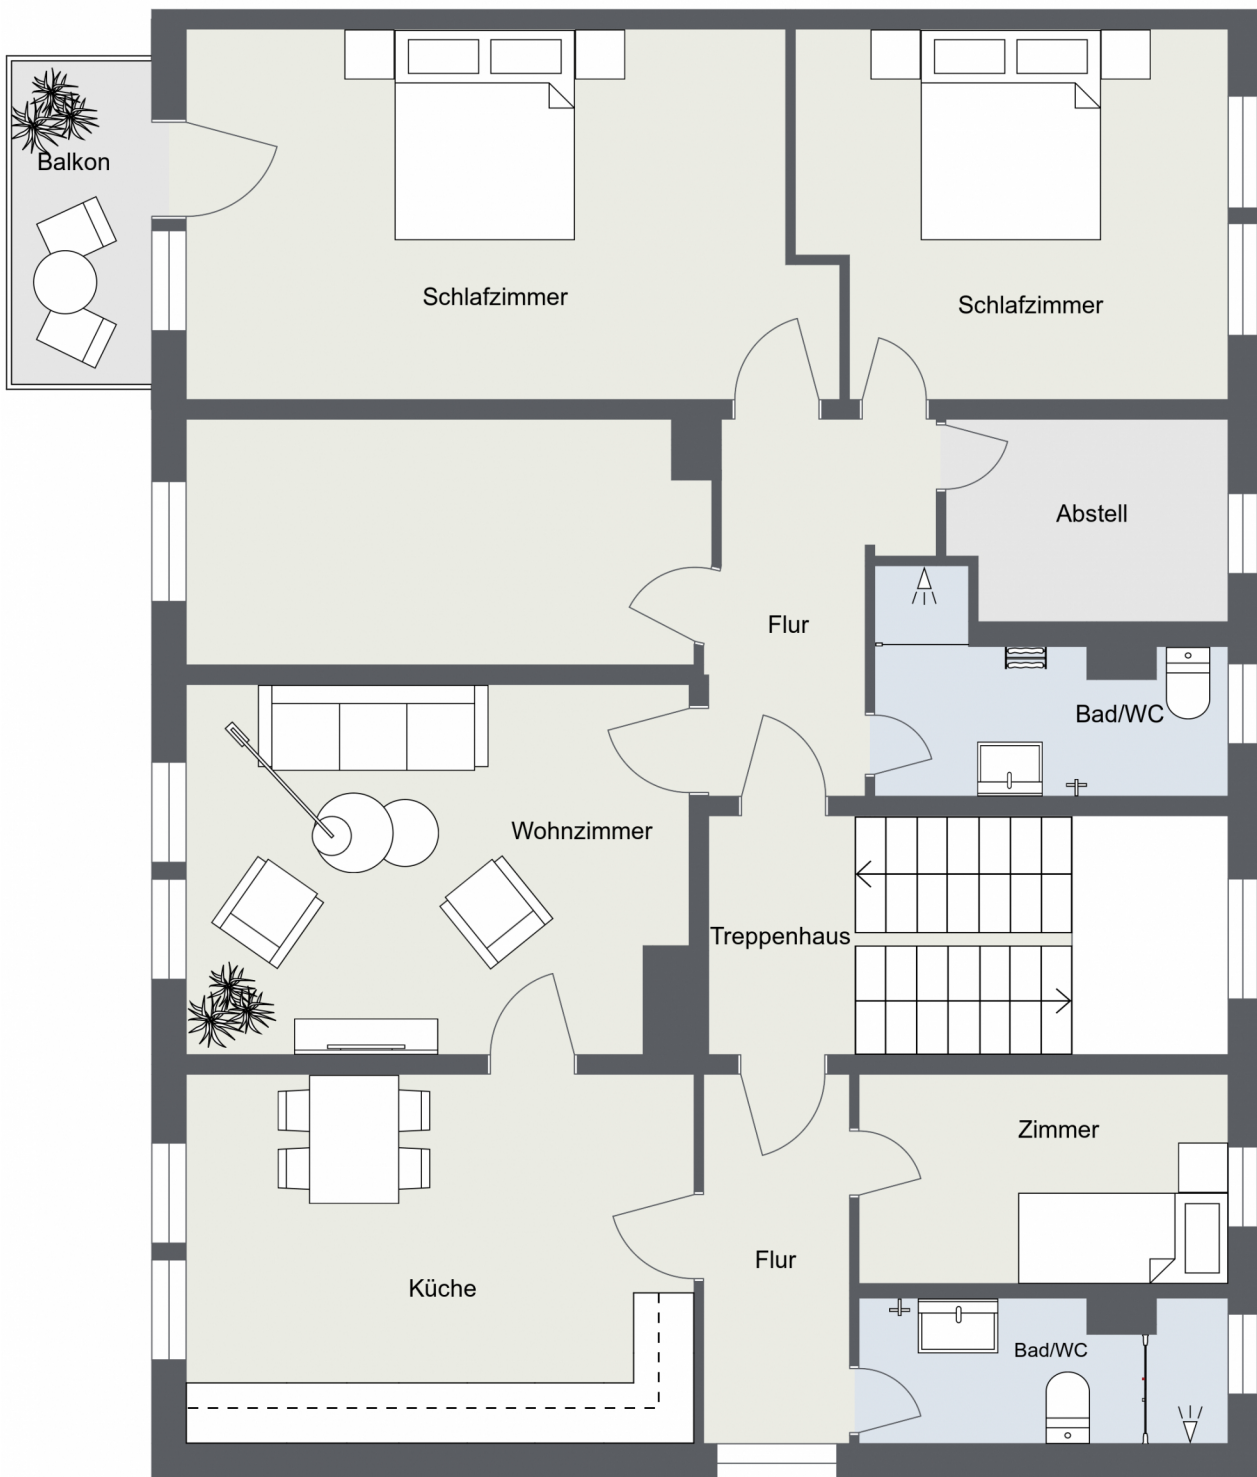 Balkon
Schlafzimmer
Schlafzimmer
Abstell
Flur
Bad/WC
Wohnzimmer
Treppenhaus
Zimmer
Flur
Küche
Bad/WC